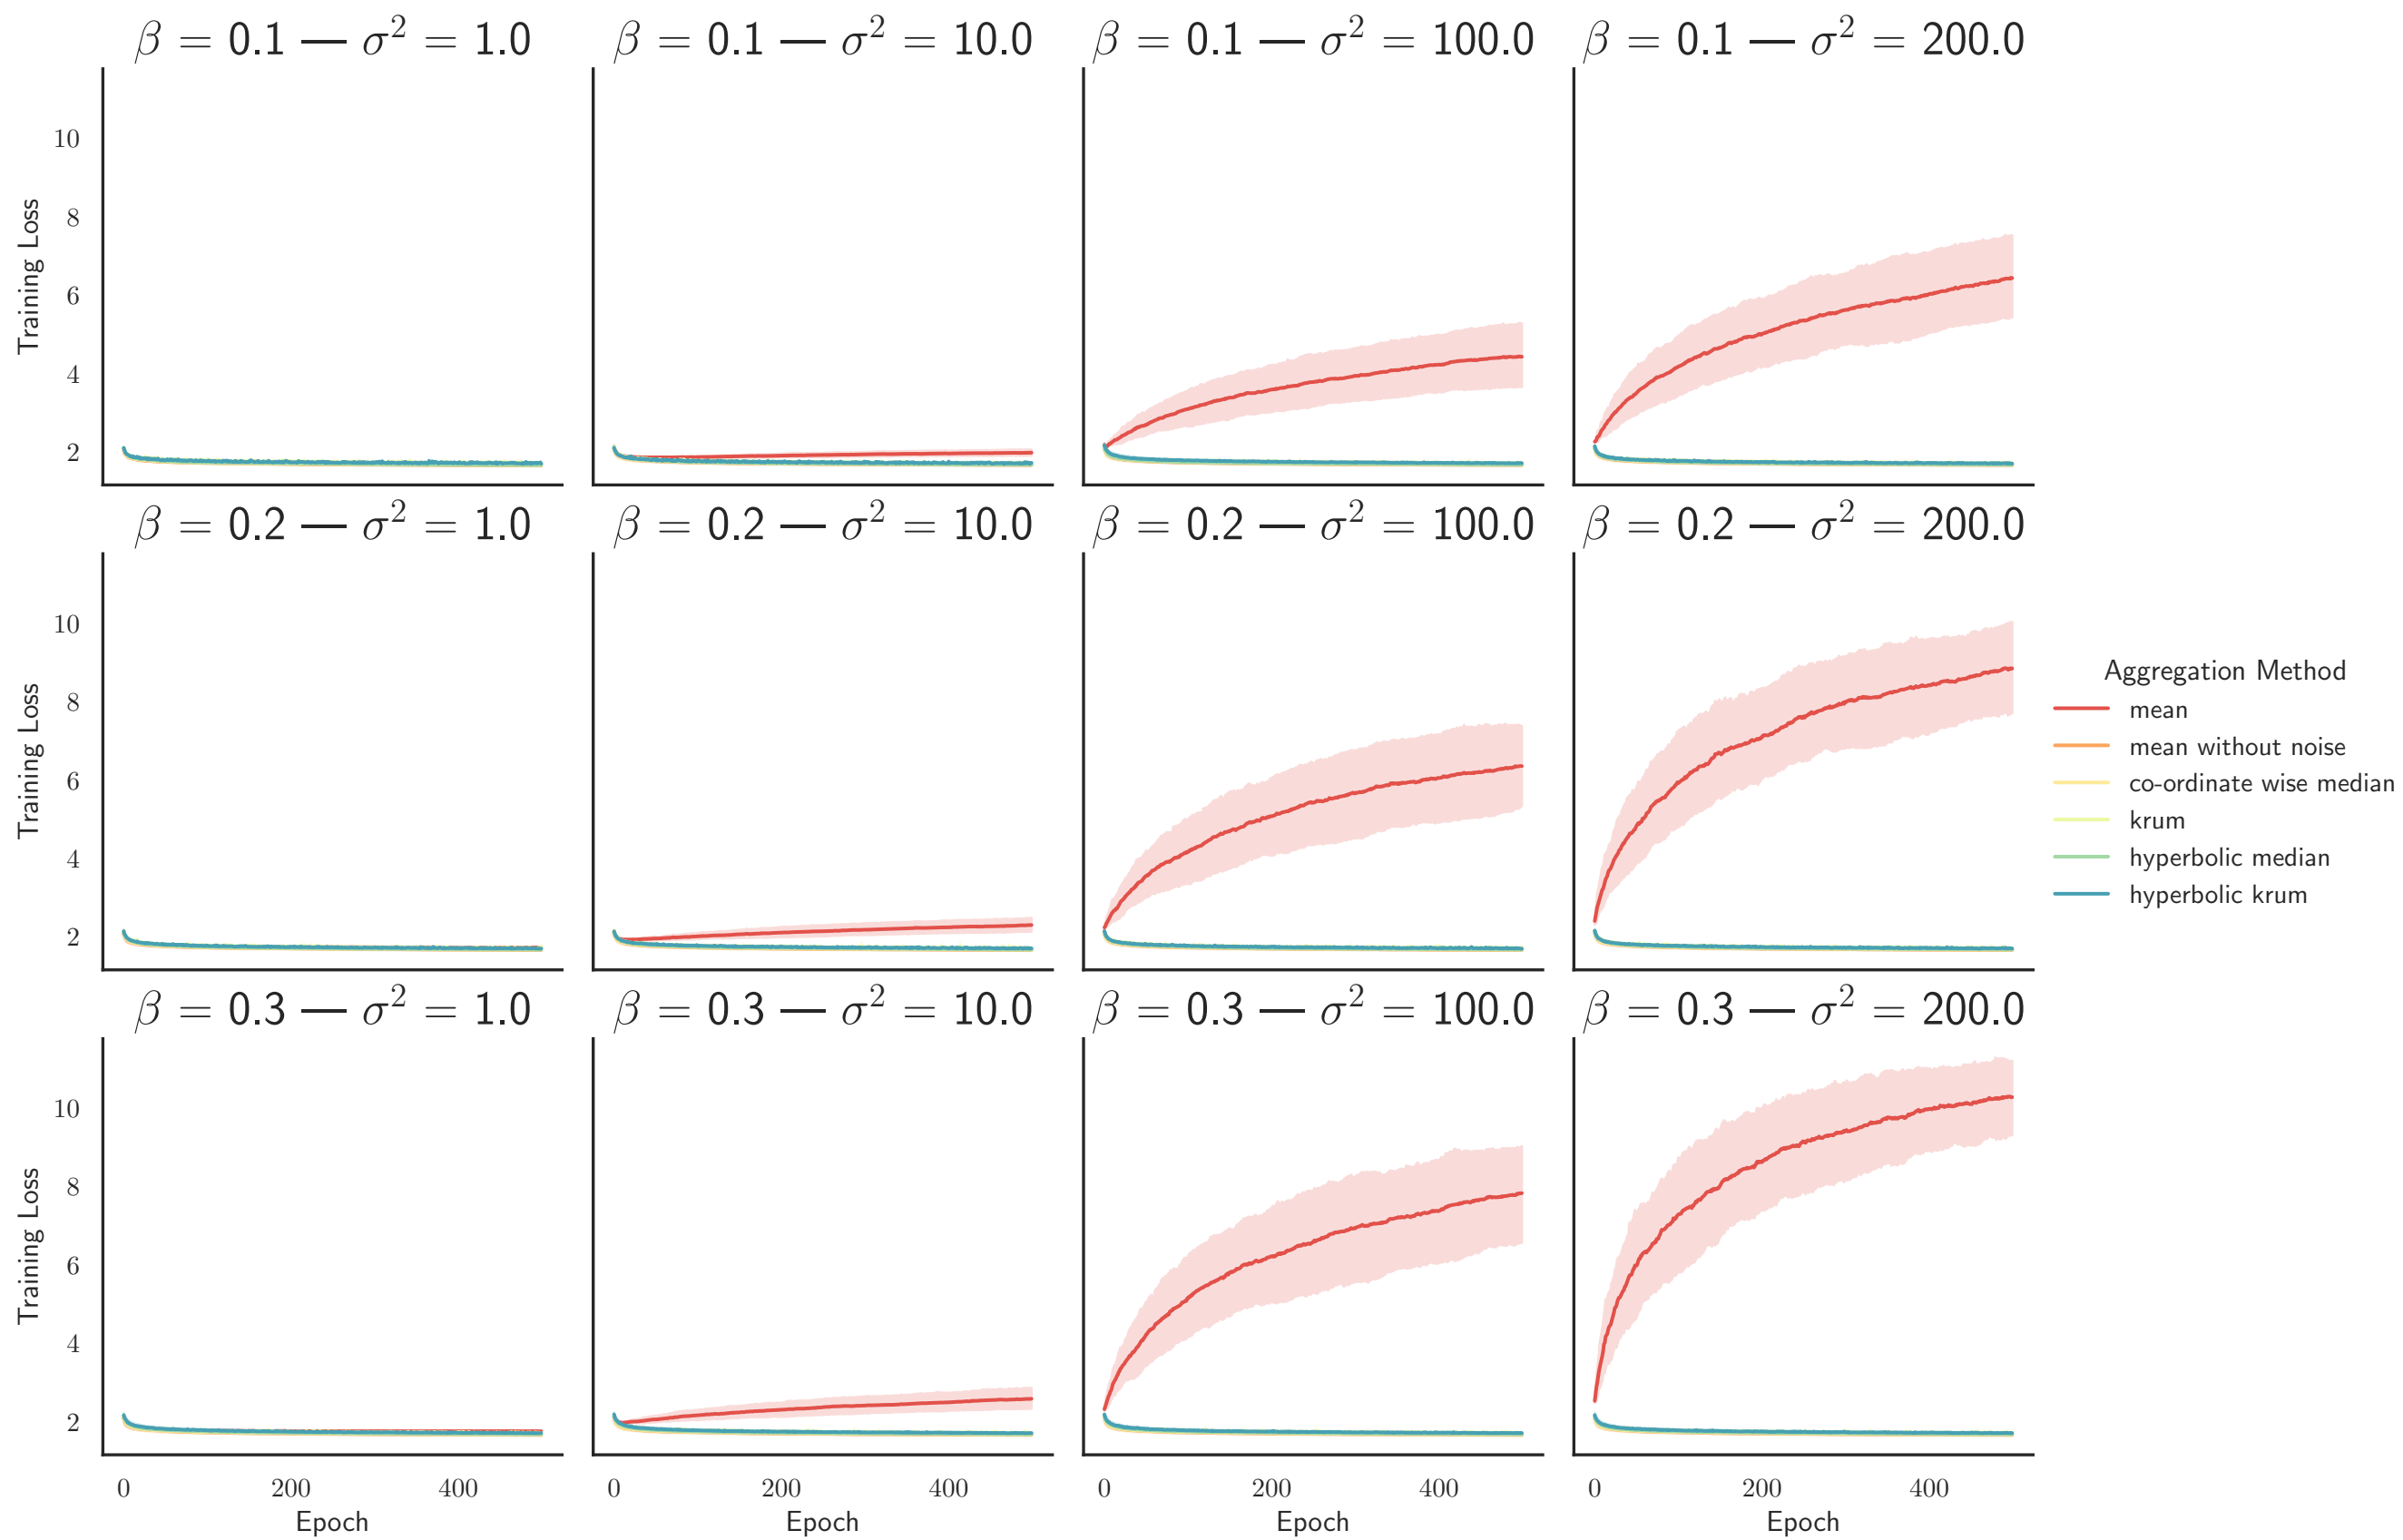 β = 0.1 — σ² = 1.0
β = 0.1 — σ² = 10.0
β = 0.1 — σ² = 100.0
β = 0.1 — σ² = 200.0
Training Loss
10
8
6
4
2
β = 0.2 — σ² = 1.0
β = 0.2 — σ² = 10.0
β = 0.2 — σ² = 100.0
β = 0.2 — σ² = 200.0
Training Loss
10
8
6
4
2
Aggregation Method
mean
mean without noise
co-ordinate wise median
krum
hyperbolic median
hyperbolic krum
β = 0.3 — σ² = 1.0
β = 0.3 — σ² = 10.0
β = 0.3 — σ² = 100.0
β = 0.3 — σ² = 200.0
Training Loss
10
8
6
4
2
0 200 400
0 200 400
0 200 400
0 200 400
Epoch
Epoch
Epoch
Epoch